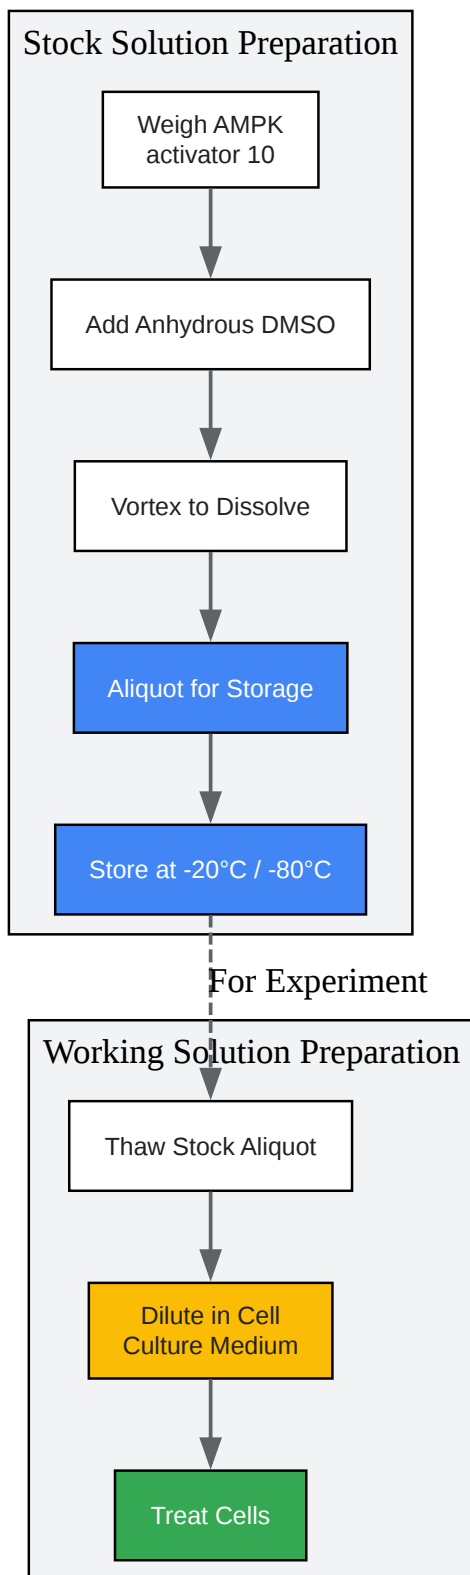 Stock Solution Preparation
Weigh AMPK
activator 10
Add Anhydrous DMSO
Vortex to Dissolve
Aliquot for Storage
Store at -20°C / -80°C
For Experiment
Working Solution Preparation
Thaw Stock Aliquot
Dilute in Cell
Culture Medium
Treat Cells